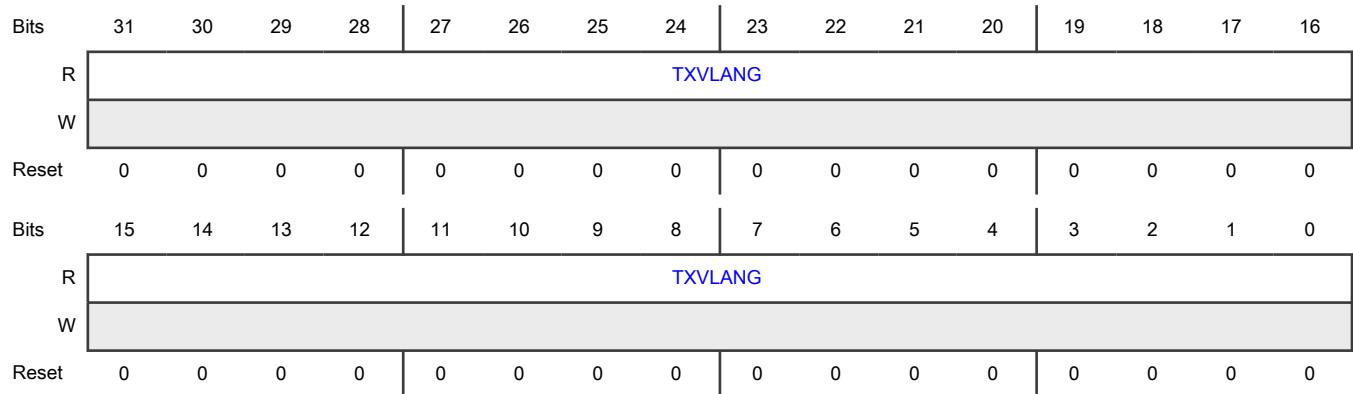 Bits 31 30 29 28 27 26 25 24 23 22 21 20 19 18 17 16
R TXVLANG
W
Reset 0 0 0 0 0 0 0 0 0 0 0 0 0 0 0 0
Bits 15 14 13 12 11 10 9 8 7 6 5 4 3 2 1 0
R TXVLANG
W
Reset 0 0 0 0 0 0 0 0 0 0 0 0 0 0 0 0